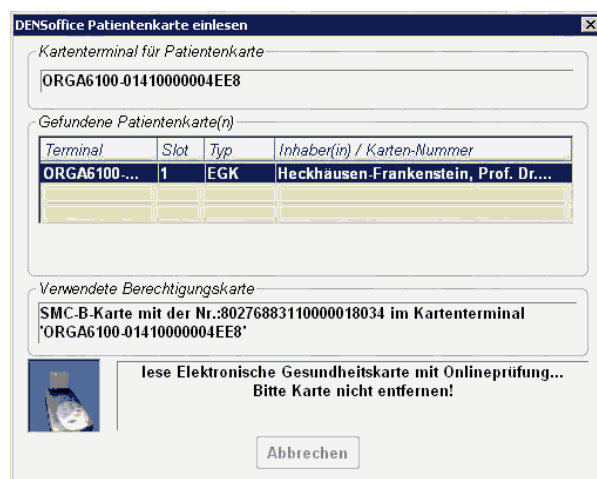 DENSoffice Patientenkarte einlesen
Kartenterminal für Patientenkarte
ORGA6100-01410000004EE8
Gefundene Patientenkarte(n)
Terminal Slot Typ Inhaber(in) / Karten-Nummer
ORGA6100-... 1 EGK Heckhäusen-Frankenstein, Prof. Dr....
Verwendete Berechtigungskarte
SMC-B-Karte mit der Nr.:80276883110000018034 im Kartenterminal
'ORGA6100-01410000004EE8'
lese Elektronische Gesundheitskarte mit Onlineprüfung...
Bitte Karte nicht entfernen!
Abbrechen